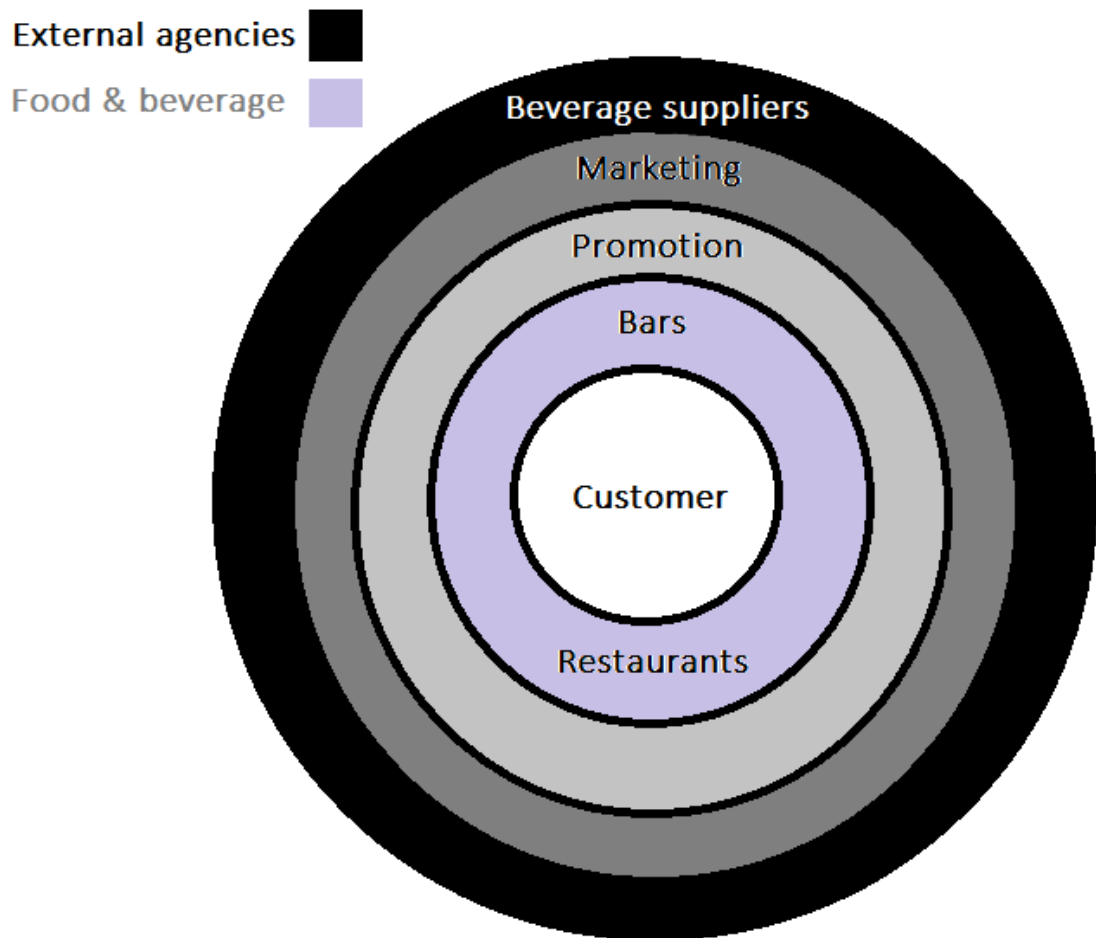 External agencies
Food & beverage
Beverage suppliers
Marketing
Promotion
Bars
Customer
Restaurants